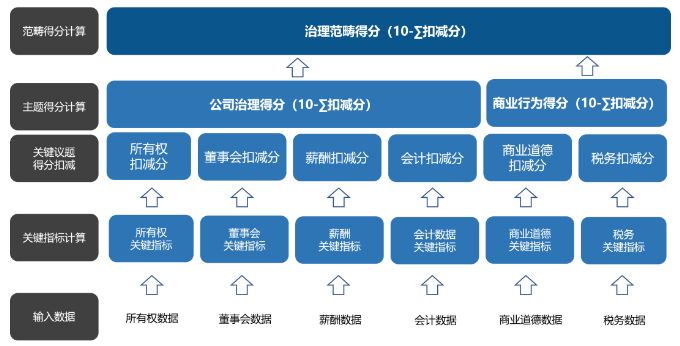 范畴得分计算
治理范畴得分（10-∑扣减分）
主题得分计算
公司治理得分（10-∑扣减分）
商业行为得分（10-∑扣减分）
关键议题
得分扣减
所有权
扣减分
董事会扣减分
薪酬扣减分
会计扣减分
商业道德
扣减分
税务扣减分
关键指标计算
所有权
关键指标
董事会
关键指标
薪酬
关键指标
会计数据
关键指标
商业道德
关键指标
税务
关键指标
输入数据
所有权数据
董事会数据
薪酬数据
会计数据
商业道德数据
税务数据